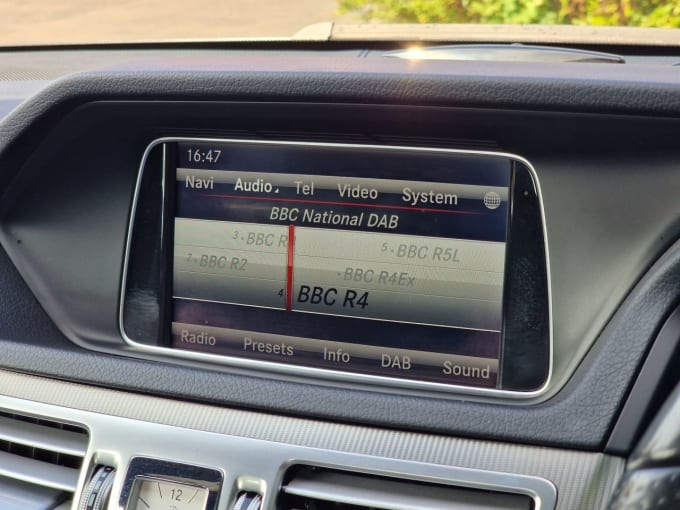 16:47
Navi Audio Tel Video System
BBC National DAB
3 BBC R 5 BBC R5L
2 BBC R2 BBC R4Ex
4 BBC R4
Radio Presets Info DAB Sound
12